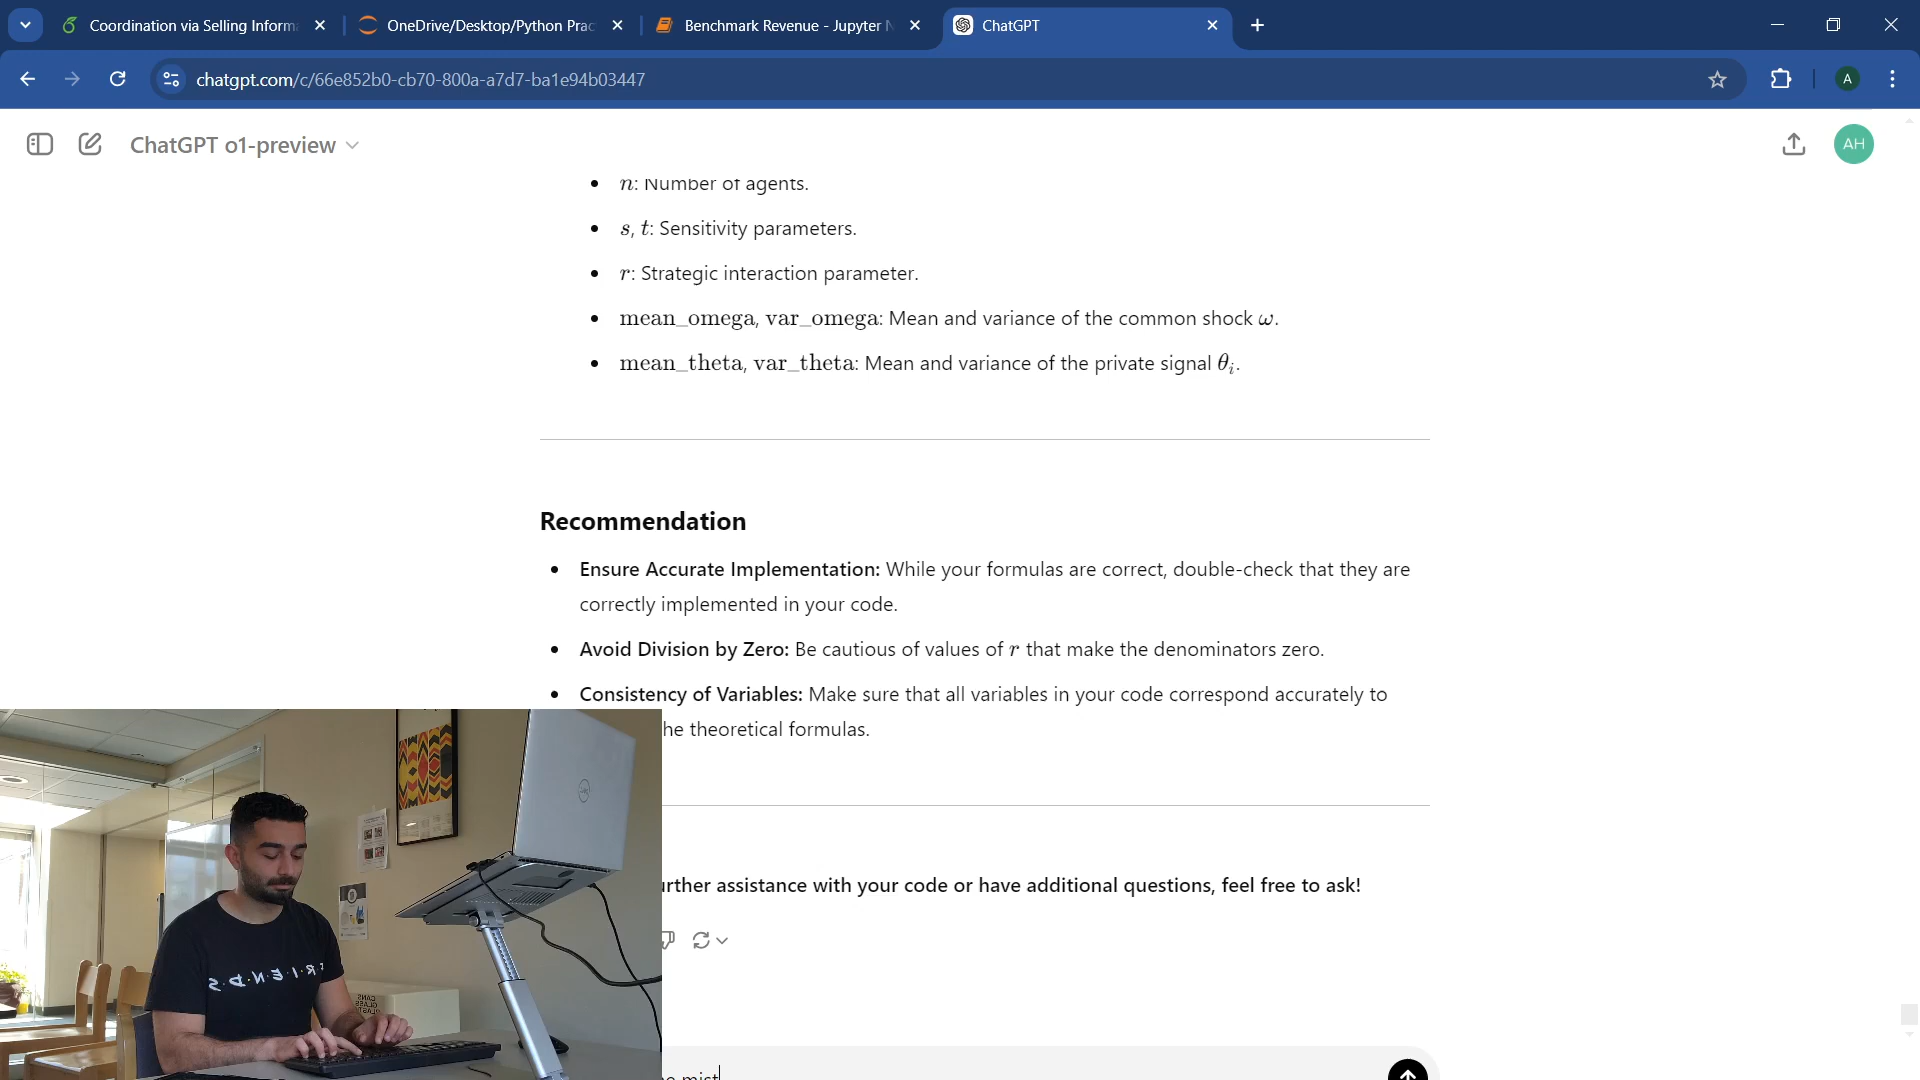 Coordination via Selling Inform
OneDrive/Desktop/Python Prac
Benchmark Revenue - Jupyter N
ChatGPT
chatgpt.com/c/66e852b0-cb70-800a-a7d7-ba1e94b03447
A
ChatGPT o1-preview
AH
n: Number of agents.
s, t: Sensitivity parameters.
r: Strategic interaction parameter.
mean_omega, var_omega: Mean and variance of the common shock ω.
mean_theta, var_theta: Mean and variance of the private signal θᵢ.
Recommendation
Ensure Accurate Implementation: While your formulas are correct, double-check that they are
correctly implemented in your code.
Avoid Division by Zero: Be cautious of values of r that make the denominators zero.
Consistency of Variables: Make sure that all variables in your code correspond accurately to
he theoretical formulas.
urther assistance with your code or have additional questions, feel free to ask!
mist
F·R·I·E·N·D·S
CANS
GLASS